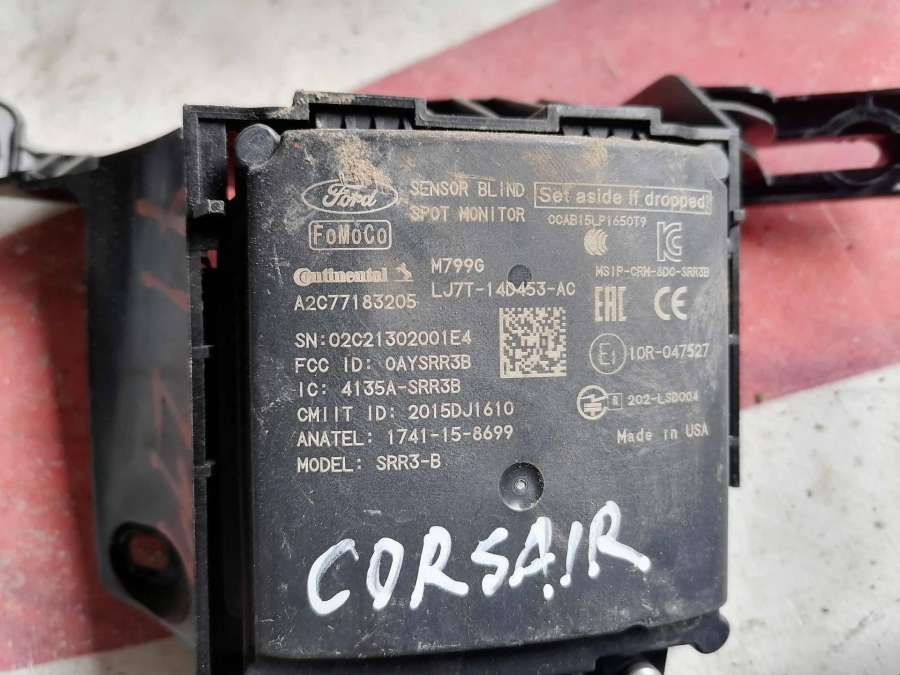 Ford
SENSOR BLIND
SPOT MONITOR
Set aside if dropped
CCAB15LP1650T9
FoMoCo
Continental
A2C77183205
M799G
LJ7T-14D453-AC
MSIP-CRM-8DC-SRR3B
EAC CE
SN:02C21302001E4
FCC ID: OAYSRR3B
IC: 4135A-SRR3B
CMIIT ID: 2015DJ1610
ANATEL: 1741-15-8699
MODEL: SRR3-B
E1 10R-047527
R 202-LSD004
Made in USA
CORSAIR